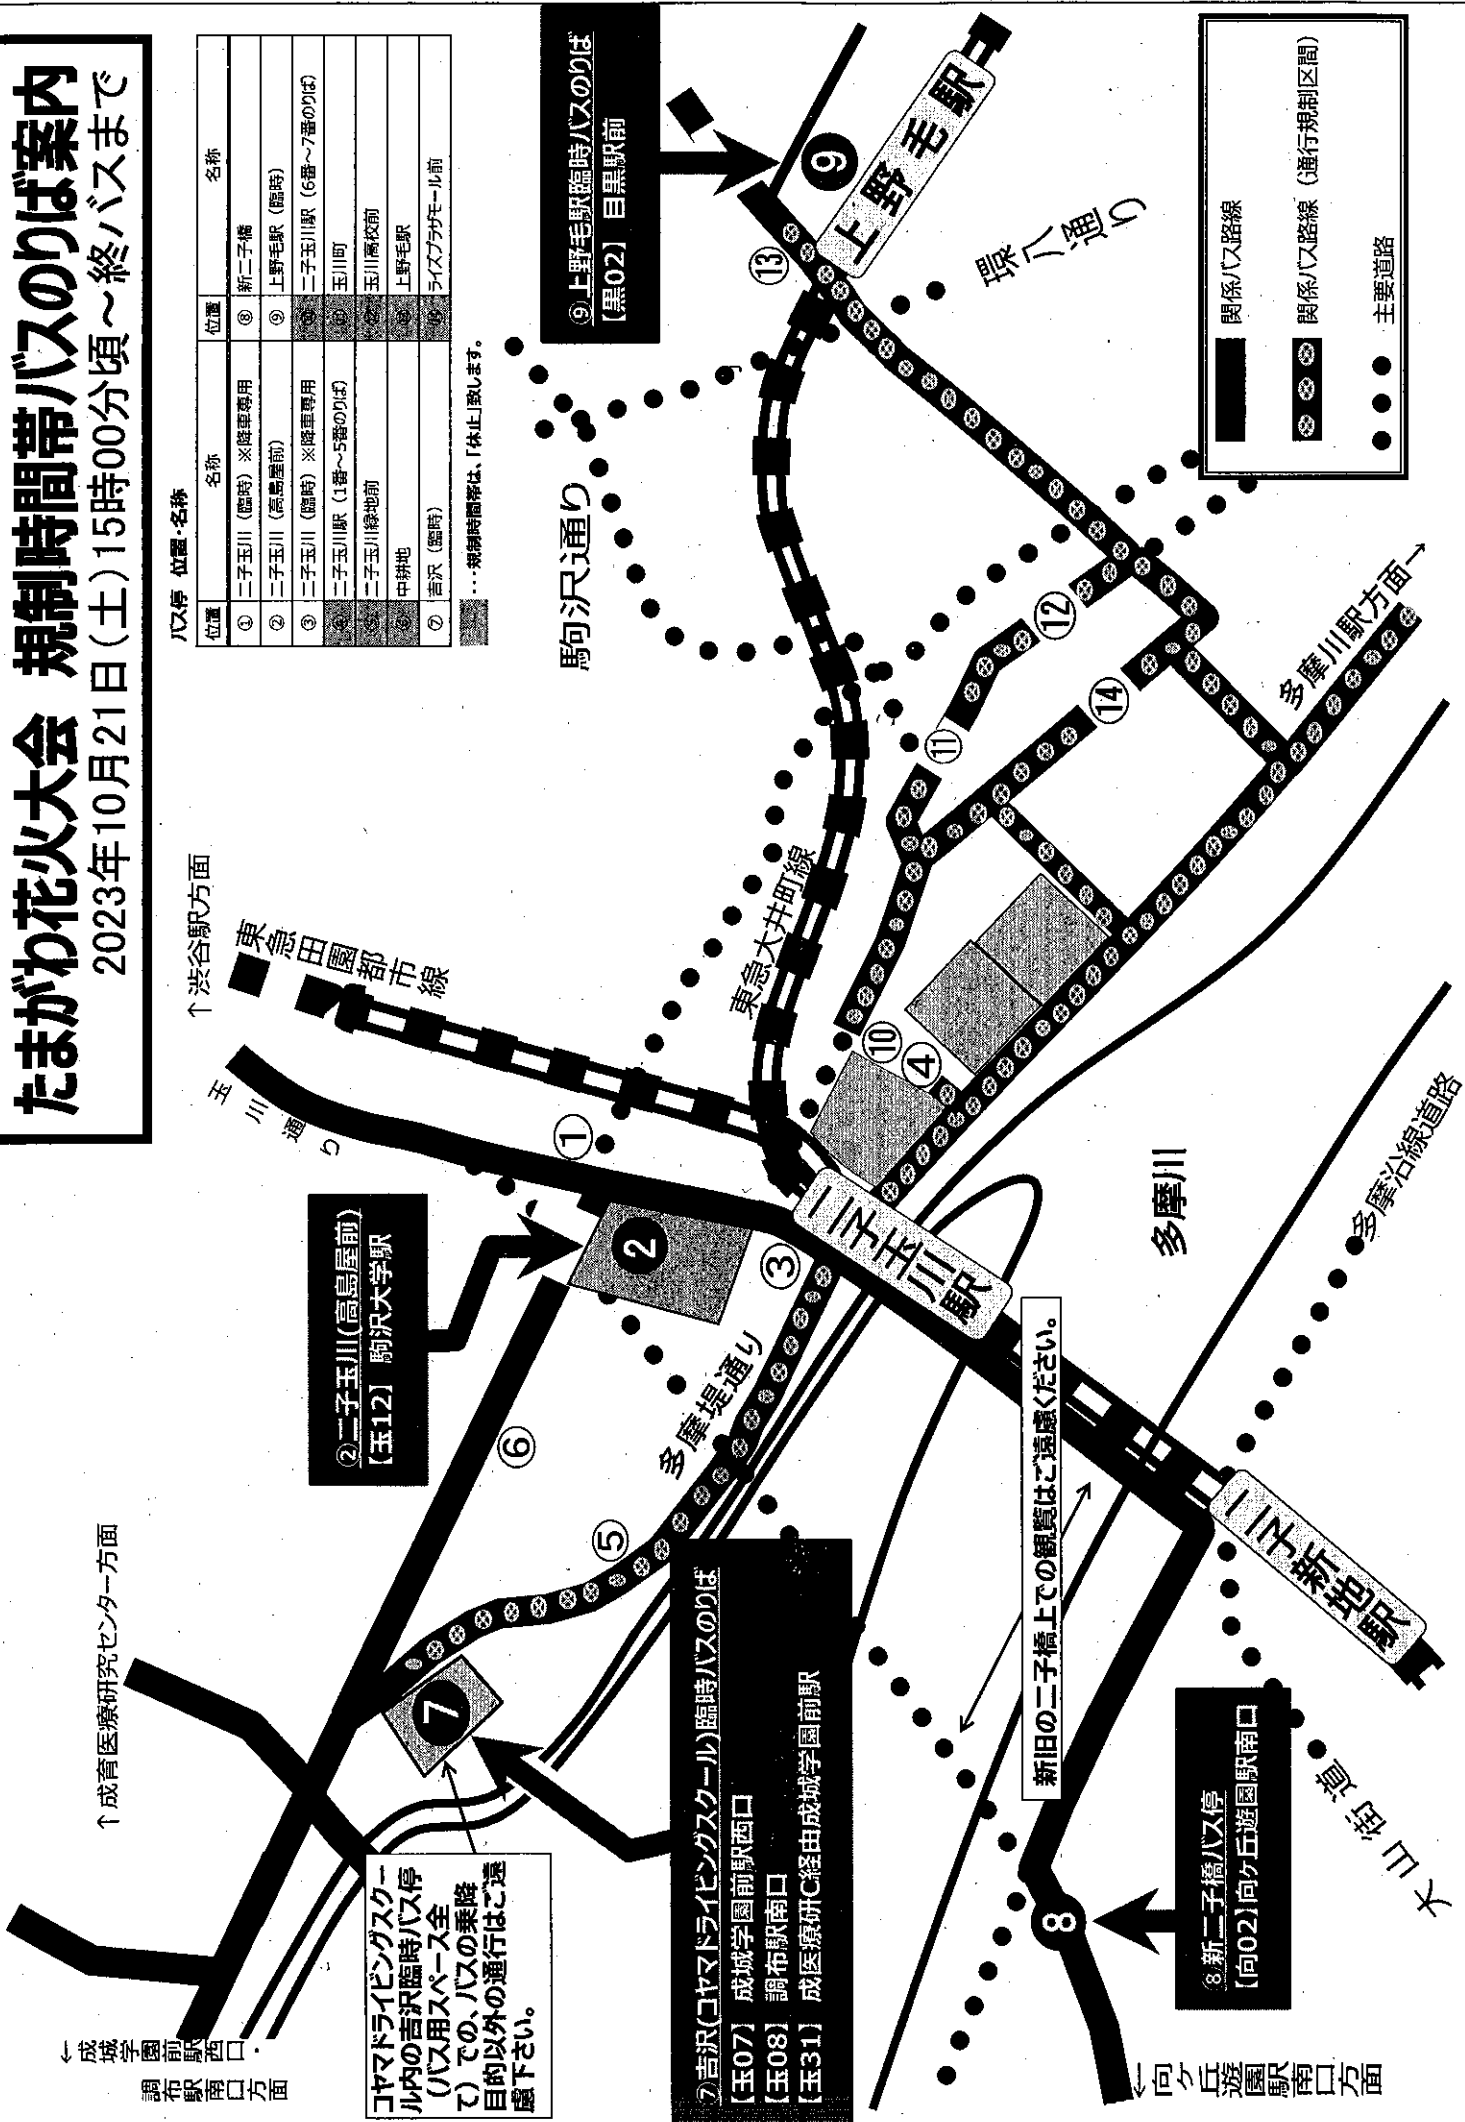 たまがわ花火大会　規制時間帯バスのりば案内
2023年10月21日(土)15時00分頃～終バスまで
バス停 位置・名称
位置 名称 位置 名称
① 二子玉川（臨時）※降車専用 ⑧ 新二子橋
② 二子玉川（高島屋前） ⑨ 上野毛駅（臨時）
③ 二子玉川（臨時）※降車専用 ⑩ 二子玉川駅（6番～7番のりば）
④ 二子玉川駅（1番～5番のりば） ⑪ 玉川町
⑤ 二子玉川緑地前 ⑫ 玉川高校前
⑥ 中耕地 ⑬ 上野毛駅
⑦ 吉沢（臨時） ⑭ ライズプラザモール前
・・・規制時間帯は、「休止」致します。
↑渋谷駅方面
東急田園都市線
玉川通り
駒沢通り
⑨上野毛駅臨時バスのりば
【黒02】 目黒駅前
⑨
⑬
上野毛駅
環八通り
関係バス路線
関係バス路線（通行規制区間）
主要道路
↑成育医療研究センター方面
②二子玉川(高島屋前)
【玉12】 駒沢大学駅
①
②
③
東急大井町線
⑩
④
⑪
⑫
⑭
多摩川駅方面→
二子玉川駅
多摩堤通り
⑥
⑤
⑦
←成城学園前駅西口・
調布駅南口方面
コヤマドライビングスクー
ル内の吉沢臨時バス停
（バス用スペース全
て）での、バスの乗降
目的以外の通行はご遠
慮下さい。
⑦吉沢(コヤマドライビングスクール)臨時バスのりば
【玉07】 成城学園前駅西口
【玉08】 調布駅南口
【玉31】 成医療研C経由成城学園前駅
新旧の二子橋上での観覧はご遠慮ください。
多摩川
多摩沿線道路
二子新地駅
⑧
⑧新二子橋バス停
【向02】向ヶ丘遊園駅南口
大山街道
←向ヶ丘遊園駅南口方面